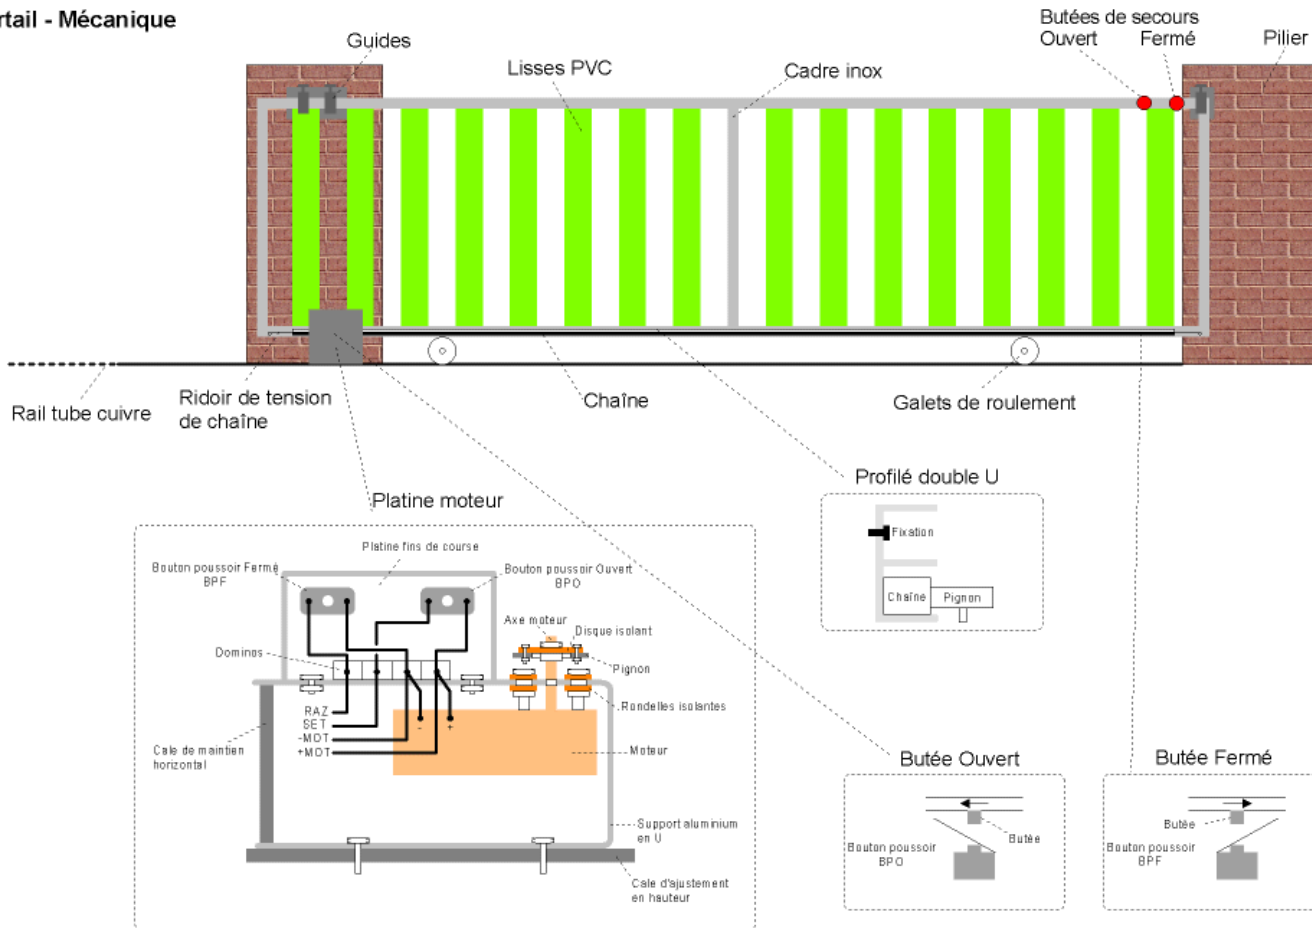 rtail - Mécanique
Butées de secours
Ouvert
Fermé
Pilier
Guides
Lisses PVC
Cadre inox
Rail tube cuivre
Ridoir de tension
de chaîne
Chaîne
Galets de roulement
Profilé double U
Platine moteur
Fixation
Chaîne
Pignon
Platine fins de course
Bouton poussoir Fermé
BPF
Bouton poussoir Ouvert
BPO
Axe moteur
Disque isolant
Dominos
Pignon
Rondelles isolantes
RAZ
SET
-MOT
+MOT
-
+
Cale de maintien
horizontal
Moteur
Support aluminium
en U
Cale d'ajustement
en hauteur
Butée Ouvert
Butée
Bouton poussoir
BPO
Butée Fermé
Butée
Bouton poussoir
BPF